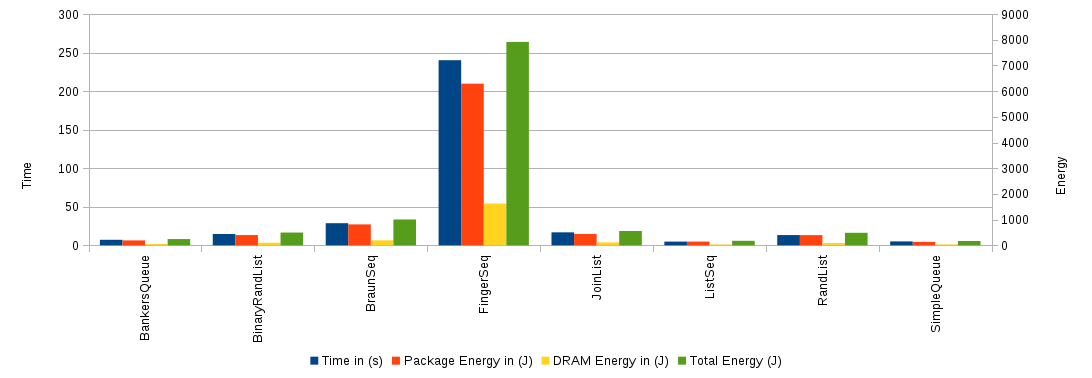 300
250
200
150
100
50
0
Time
9000
8000
7000
6000
5000
4000
3000
2000
1000
0
Energy
BankersQueue
BinaryRandList
BraunSeq
FingerSeq
JoinList
ListSeq
RandList
SimpleQueue
Time in (s) Package Energy in (J) DRAM Energy in (J) Total Energy (J)